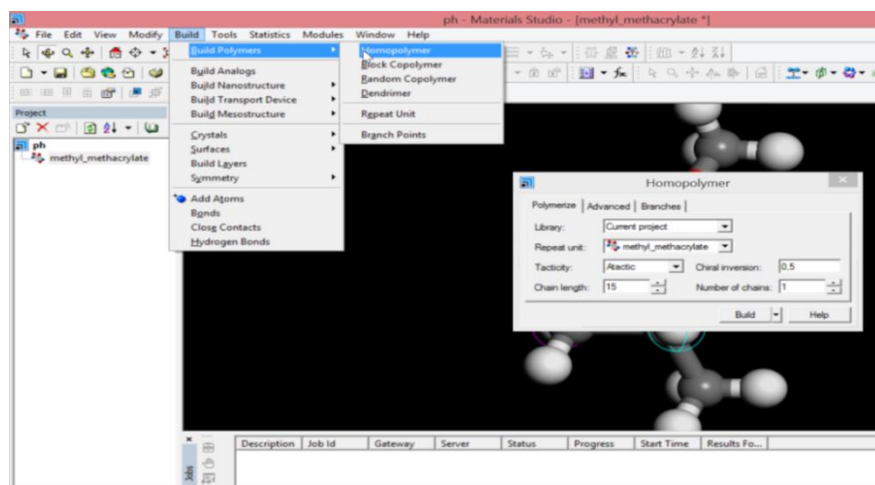 ph - Materials Studio - [methyl_methacrylate *]
File Edit View Modify Build Tools Statistics Modules Window Help
Build Polymers
Build Analogs
Build Nanostructure
Build Transport Device
Build Mesostructure
Crystals
Surfaces
Build Layers
Symmetry
Add Atoms
Bonds
Close Contacts
Hydrogen Bonds
Homopolymer
Block Copolymer
Random Copolymer
Dendrimer
Repeat Unit
Branch Points
Project
ph
methyl_methacrylate
Homopolymer
Polymerize Advanced Branches
Library: Current project
Repeat unit: methyl_methacrylate
Tacticity: Atactic Chiral inversion: 0,5
Chain length: 15 Number of chains: 1
Build Help
Description Job Id Gateway Server Status Progress Start Time Results Fo...
Jobs